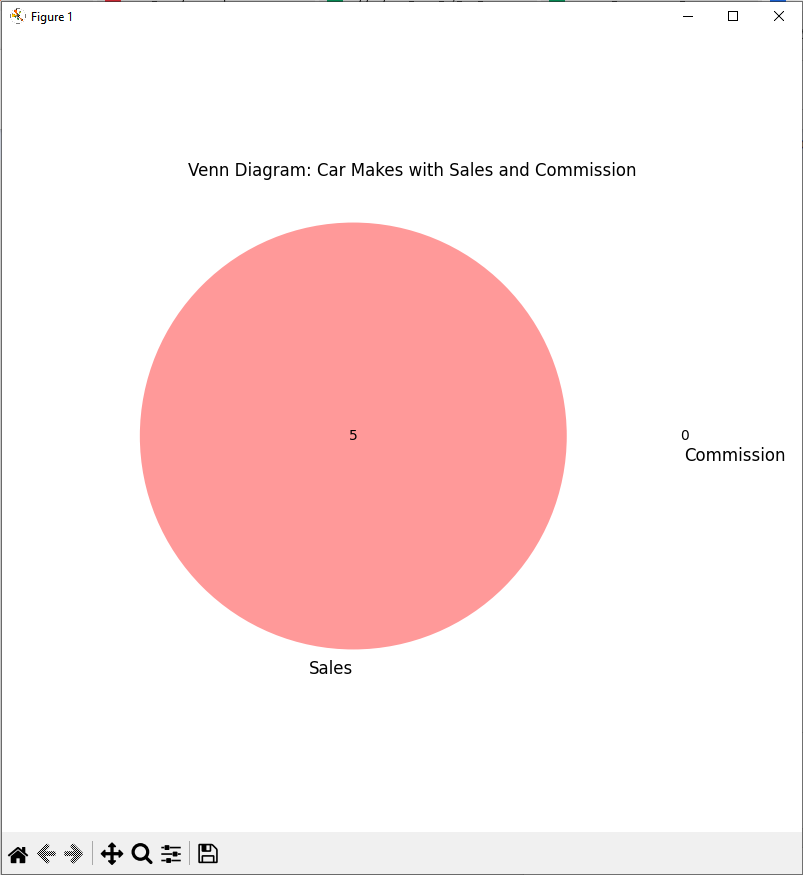 Figure 1
Venn Diagram: Car Makes with Sales and Commission
5
0
Commission
Sales